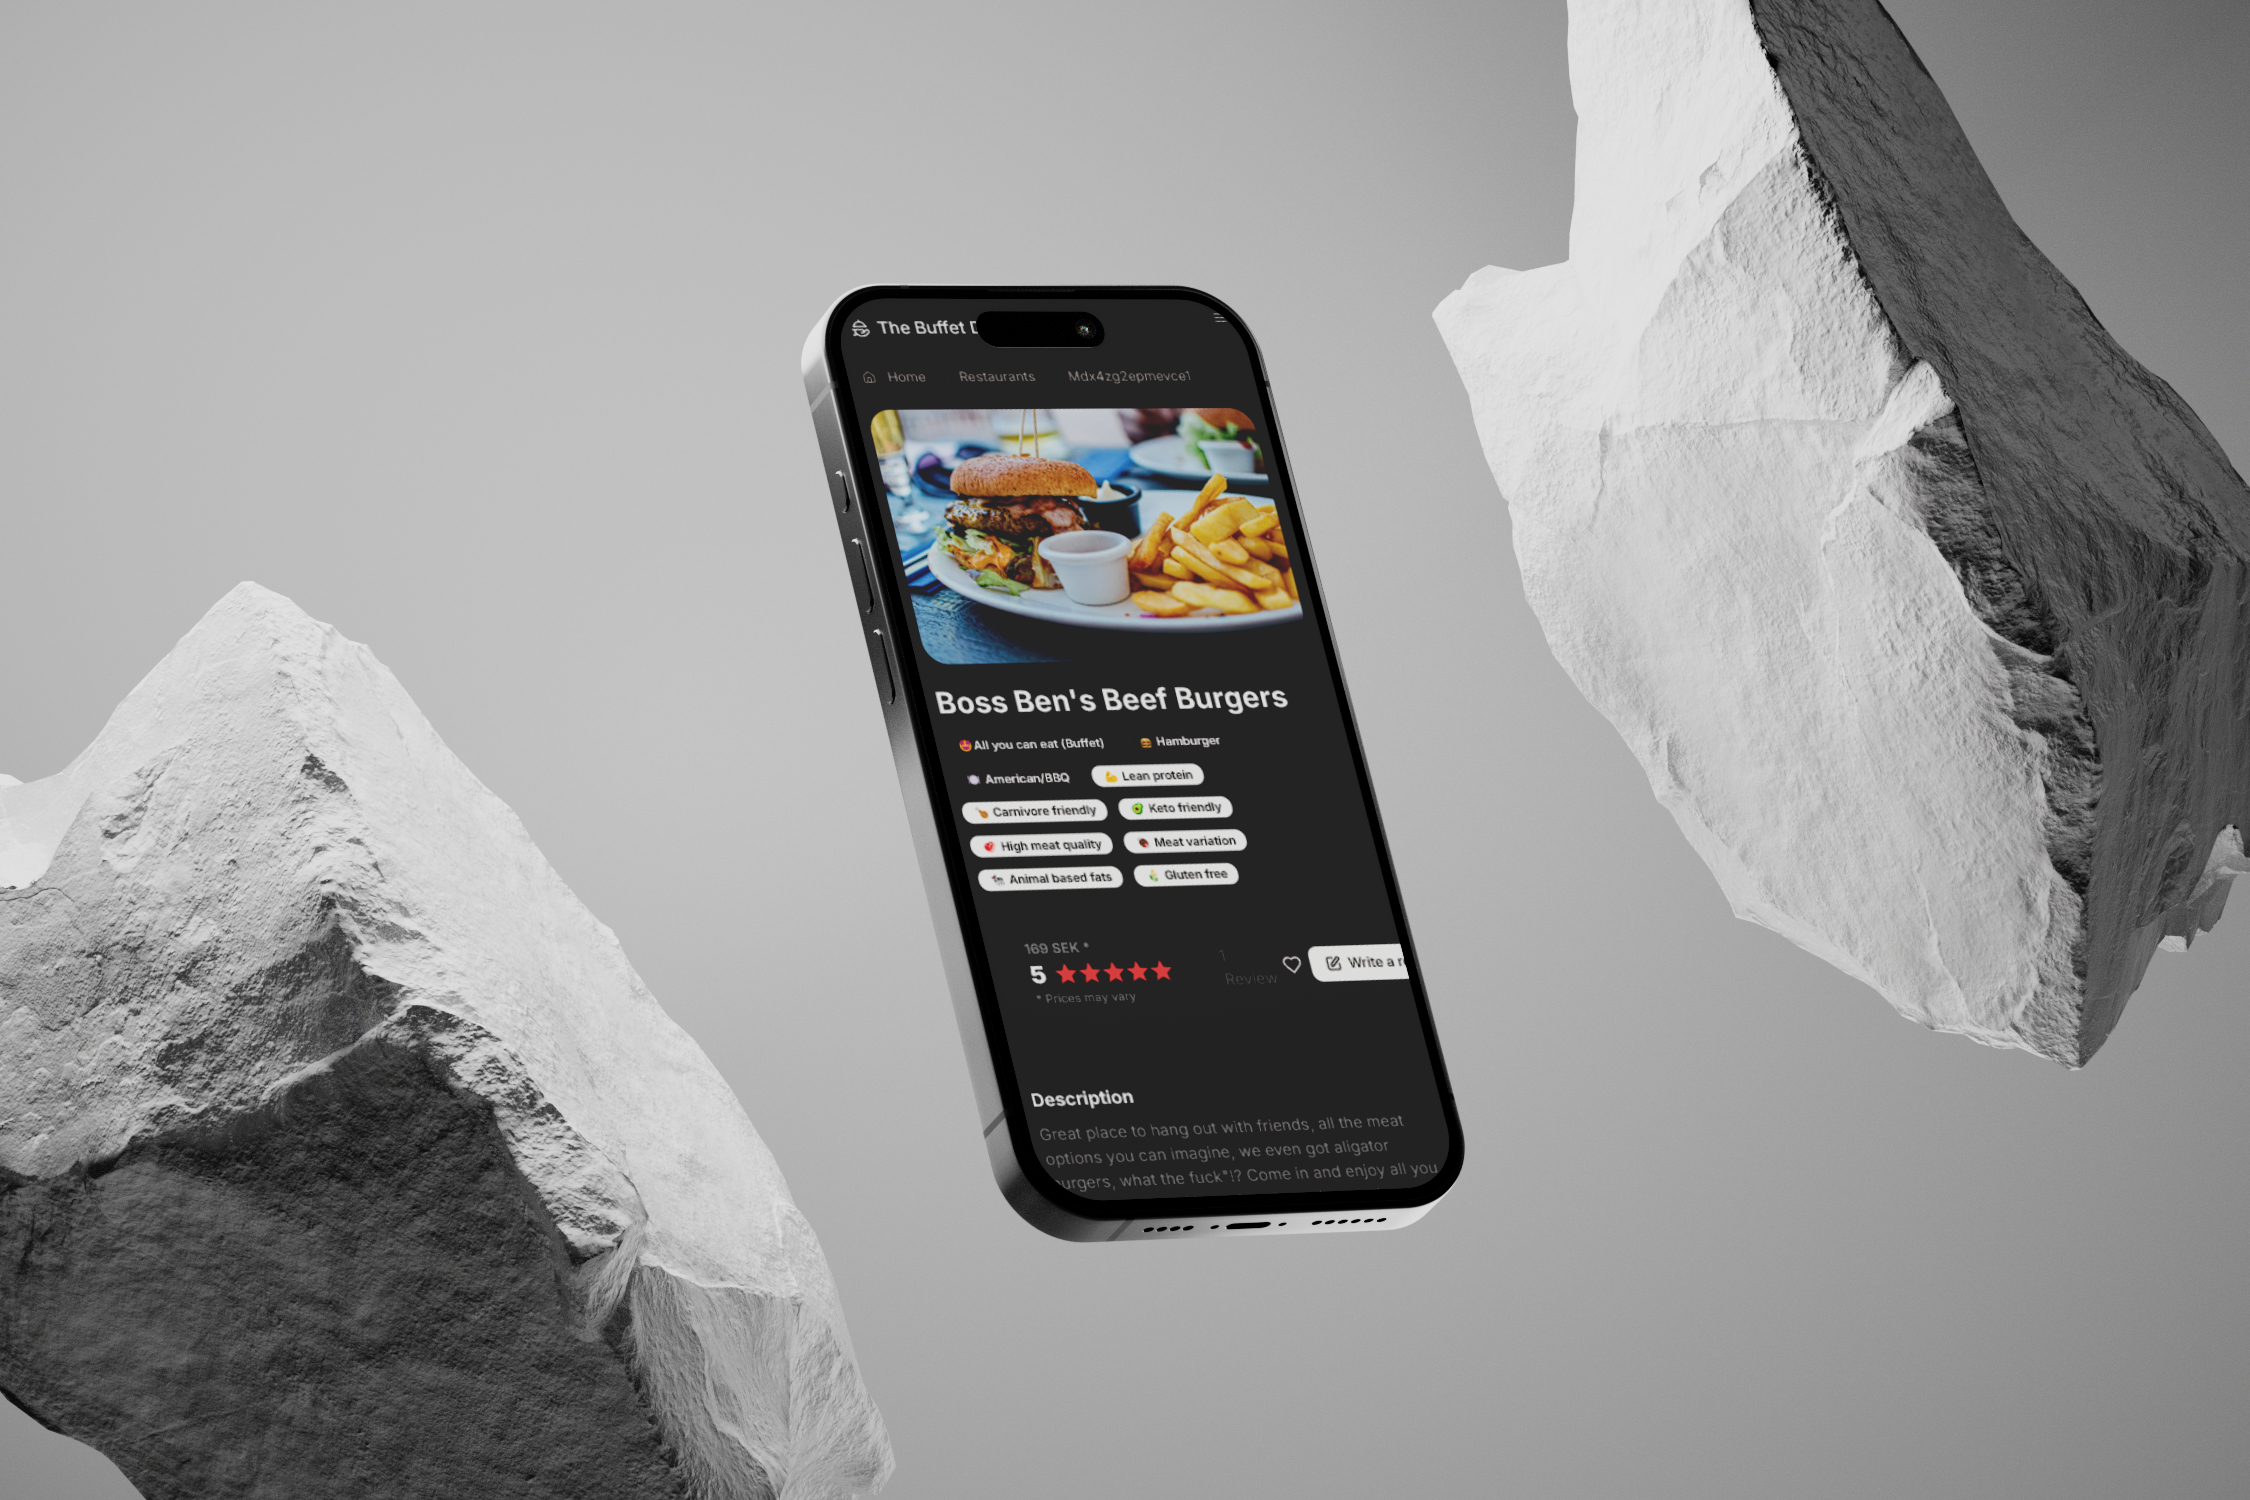 The Buffet D
Home Restaurants Mdx4zg2epmevce1
Boss Ben's Beef Burgers
All you can eat (Buffet) Hamburger
American/BBQ Lean protein
Carnivore friendly Keto friendly
High meat quality Meat variation
Animal based fats Gluten free
169 SEK *
5 1 Review Write a r
* Prices may vary
Description
Great place to hang out with friends, all the meat
options you can imagine, we even got aligator
urgers, what the fuck*!? Come in and enjoy all you